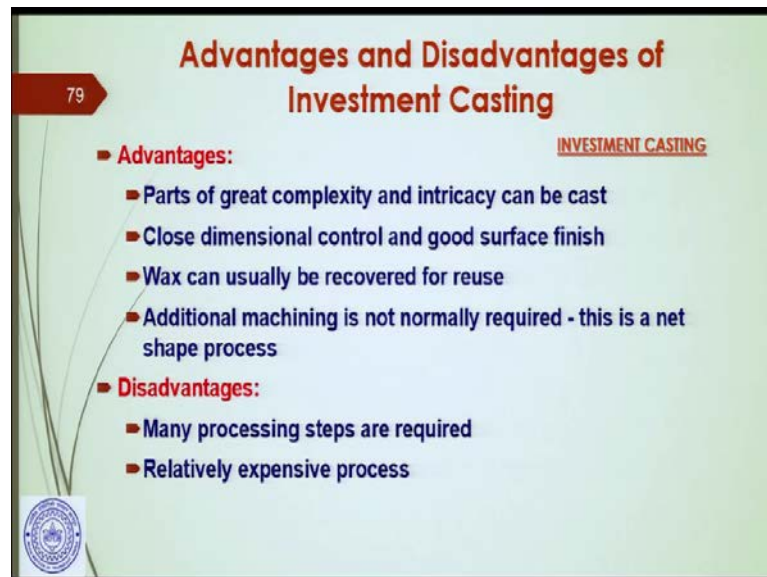 Advantages and Disadvantages of
Investment Casting
79
INVESTMENT CASTING
Advantages:
Parts of great complexity and intricacy can be cast
Close dimensional control and good surface finish
Wax can usually be recovered for reuse
Additional machining is not normally required - this is a net
shape process
Disadvantages:
Many processing steps are required
Relatively expensive process